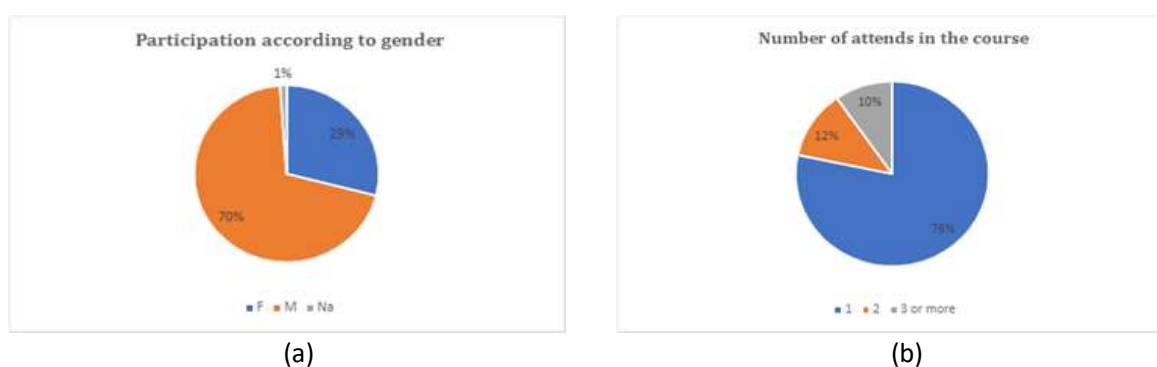 Participation according to gender
1%
29%
70%
F M Na
(a)
Number of attends in the course
10%
12%
78%
1 2 3 or more
(b)